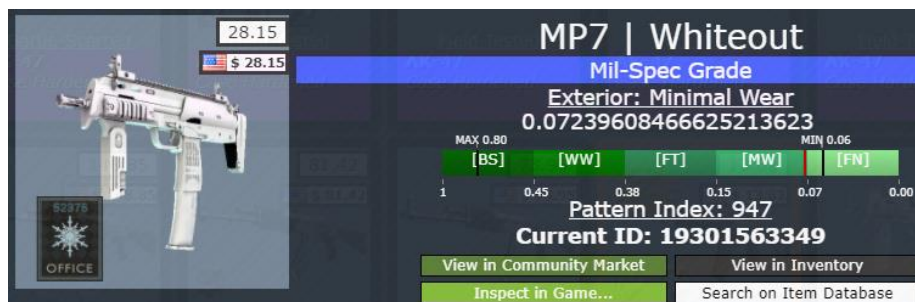 28.15
$ 28.15
52376
OFFICE
MP7 | Whiteout
Mil-Spec Grade
Exterior: Minimal Wear
0.07239608466625213623
MAX 0.80 MIN 0.06
[BS] [WW] [FT] [MW] [FN]
1 0.45 0.38 0.15 0.07 0.00
Pattern Index: 947
Current ID: 19301563349
View in Community Market View in Inventory
Inspect in Game... Search on Item Database